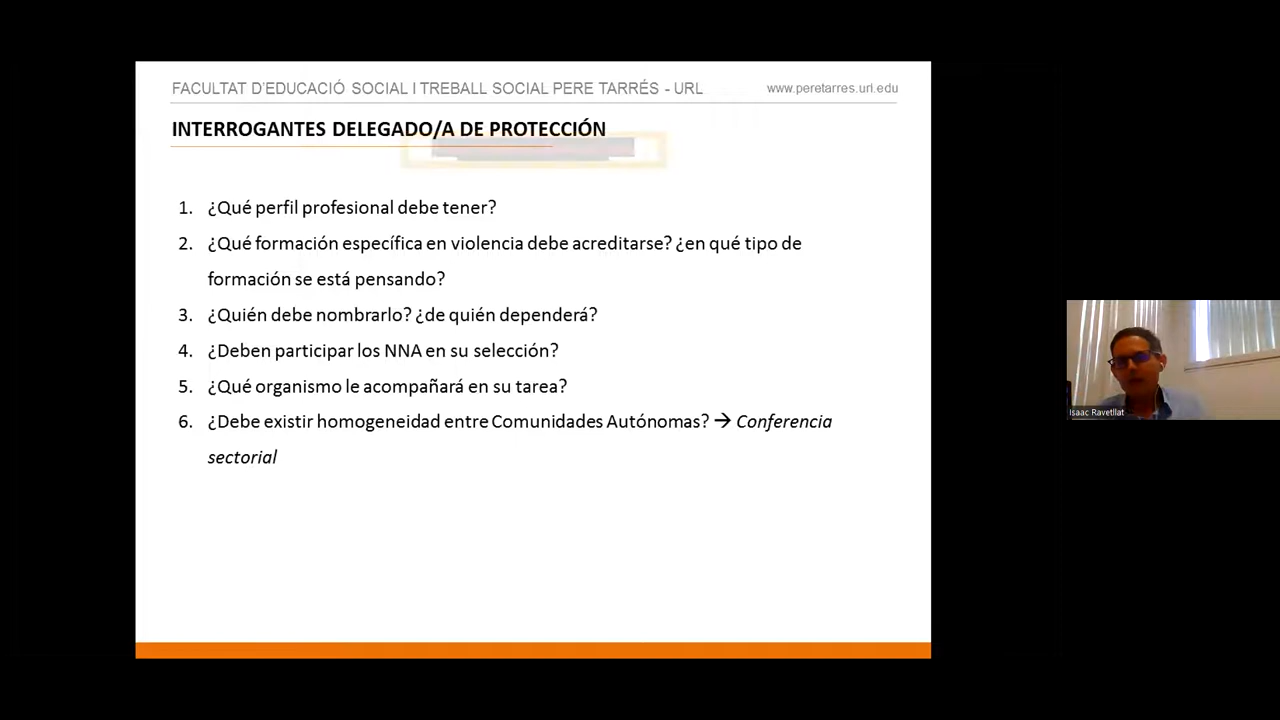 FACULTAT D'EDUCACIÓ SOCIAL I TREBALL SOCIAL PERE TARRÉS - URL
www.peretarres.url.edu
INTERROGANTES DELEGADO/A DE PROTECCIÓN
1. ¿Qué perfil profesional debe tener?
2. ¿Qué formación específica en violencia debe acreditarse? ¿en qué tipo de
formación se está pensando?
3. ¿Quién debe nombrarlo? ¿de quién dependerá?
4. ¿Deben participar los NNA en su selección?
5. ¿Qué organismo le acompañará en su tarea?
6. ¿Debe existir homogeneidad entre Comunidades Autónomas? → Conferencia
sectorial
Isaac Ravetllat